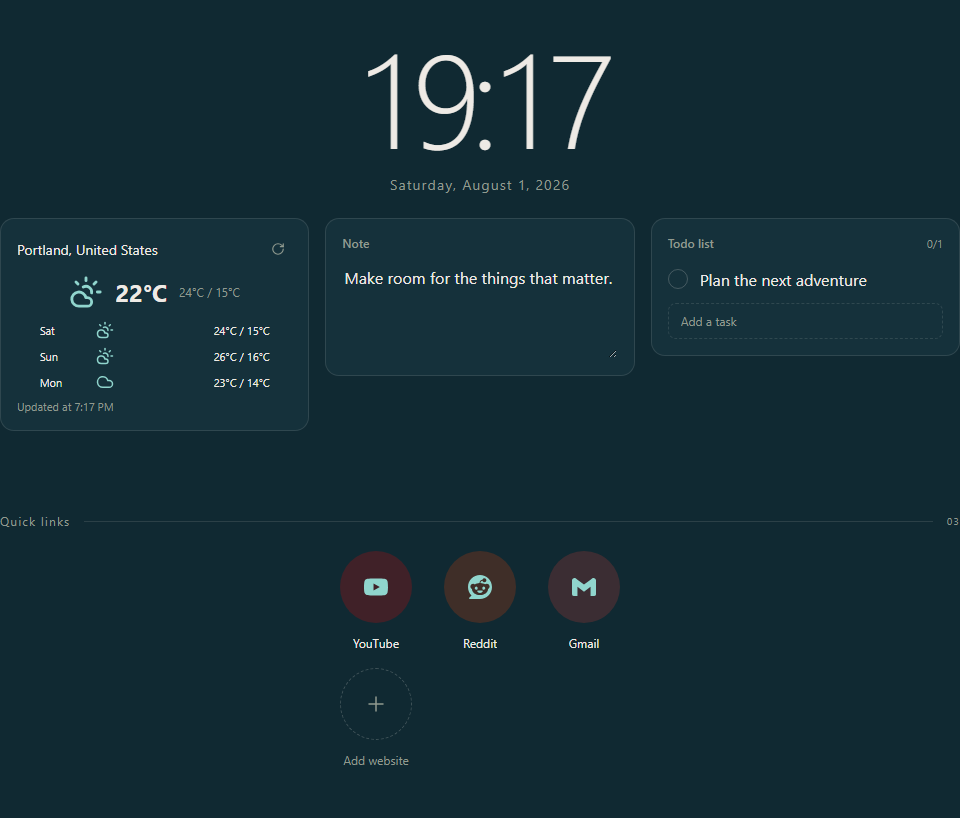 19:17
Saturday, August 1, 2026
Portland, United States
22°C 24°C / 15°C
Sat 24°C / 15°C
Sun 26°C / 16°C
Mon 23°C / 14°C
Updated at 7:17 PM
Note
Make room for the things that matter.
Todo list 0/1
Plan the next adventure
Add a task
Quick links 03
YouTube Reddit Gmail
Add website